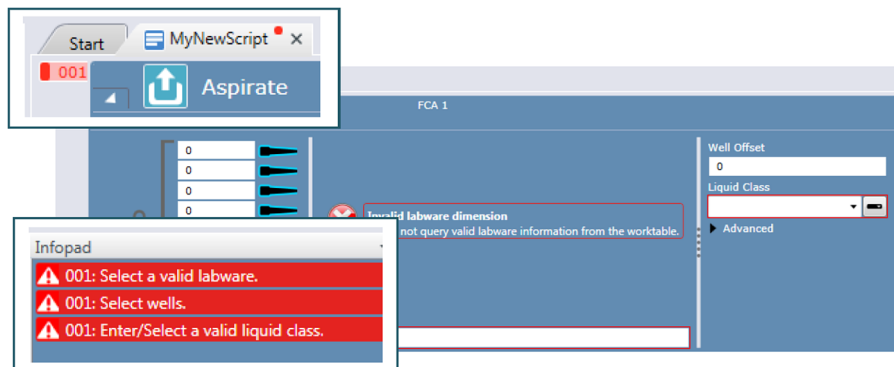 Start
MyNewScript
001
Aspirate
FCA 1
0
0
0
0
Invalid labware dimension
not query valid labware information from the worktable.
Well Offset
0
Liquid Class
Advanced
Infopad
001: Select a valid labware.
001: Select wells.
001: Enter/Select a valid liquid class.